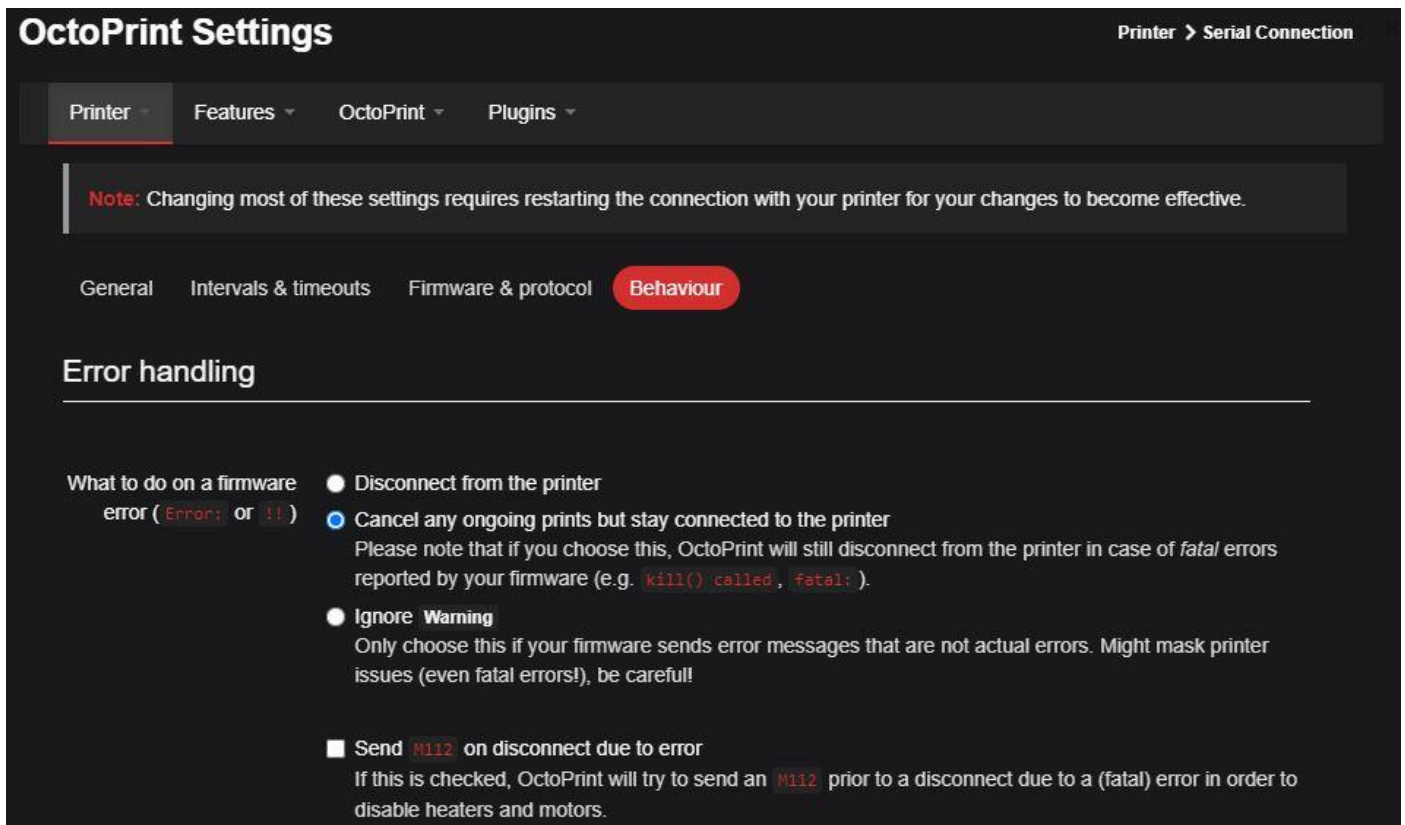 OctoPrint Settings
Printer > Serial Connection
Printer Features OctoPrint Plugins
Note: Changing most of these settings requires restarting the connection with your printer for your changes to become effective.
General Intervals & timeouts Firmware & protocol Behaviour
Error handling
What to do on a firmware
error ( Error: or !! )
Disconnect from the printer
Cancel any ongoing prints but stay connected to the printer
Please note that if you choose this, OctoPrint will still disconnect from the printer in case of fatal errors
reported by your firmware (e.g. kill() called , fatal: ).
Ignore Warning
Only choose this if your firmware sends error messages that are not actual errors. Might mask printer
issues (even fatal errors!), be careful!
Send M112 on disconnect due to error
If this is checked, OctoPrint will try to send an M112 prior to a disconnect due to a (fatal) error in order to
disable heaters and motors.